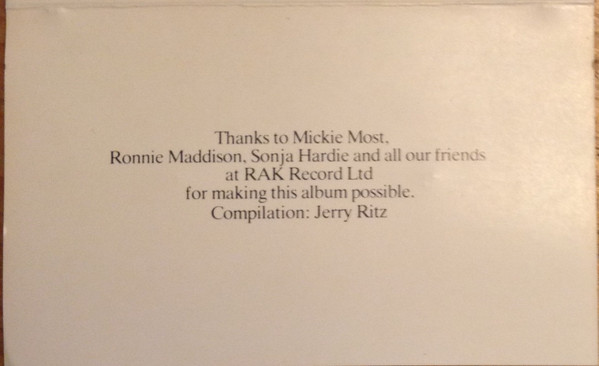 Thanks to Mickie Most,
Ronnie Maddison, Sonja Hardie and all our friends
at RAK Record Ltd
for making this album possible.
Compilation: Jerry Ritz